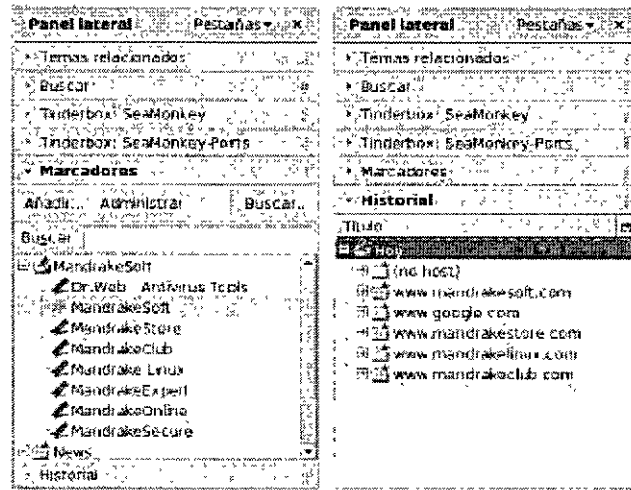 Panel lateral Pestañas
Temas relacionados
Buscar
Tinderbox: SeaMonkey
Tinderbox: SeaMonkey-Ports
Marcadores
Añadir... Administrar Buscar...
Buscar
MandrakeSoft
Dr.Web Antivirus Tools
MandrakeSoft
MandrakeStore
MandrakeClub
Mandrake Linux
MandrakeExpert
MandrakeOnline
MandrakeSecure
News
Historial
Panel lateral Pestañas
Temas relacionados
Buscar
Tinderbox: SeaMonkey
Tinderbox: SeaMonkey-Ports
Marcadores
Historial
Título
Hoy
(no host)
www.mandrakesoft.com
www.google.com
www.mandrakestore.com
www.mandrakelinux.com
www.mandrakeclub.com